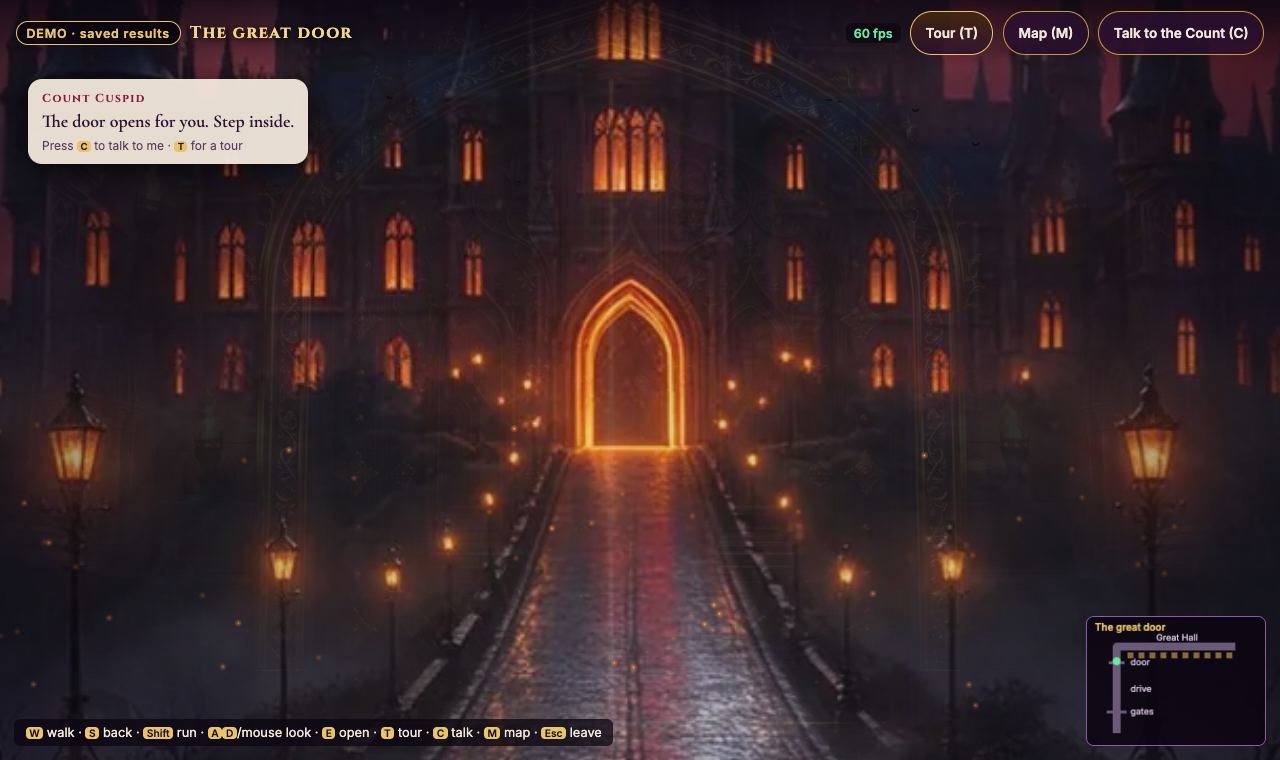 DEMO · saved results
The great door
60 fps
Tour (T)
Map (M)
Talk to the Count (C)
Count Cuspid
The door opens for you. Step inside.
Press C to talk to me · T for a tour
The great door
Great Hall
door
drive
gates
W walk · S back · Shift run · A D/mouse look · E open · T tour · C talk · M map · Esc leave